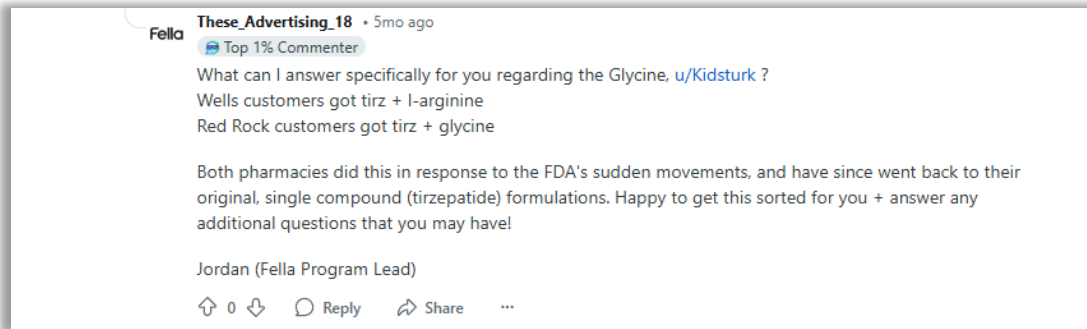 Fella
These_Advertising_18 • 5mo ago
Top 1% Commenter
What can I answer specifically for you regarding the Glycine, u/Kidsturk ?
Wells customers got tirz + l-arginine
Red Rock customers got tirz + glycine
Both pharmacies did this in response to the FDA's sudden movements, and have since went back to their
original, single compound (tirzepatide) formulations. Happy to get this sorted for you + answer any
additional questions that you may have!
Jordan (Fella Program Lead)
0 Reply Share ...